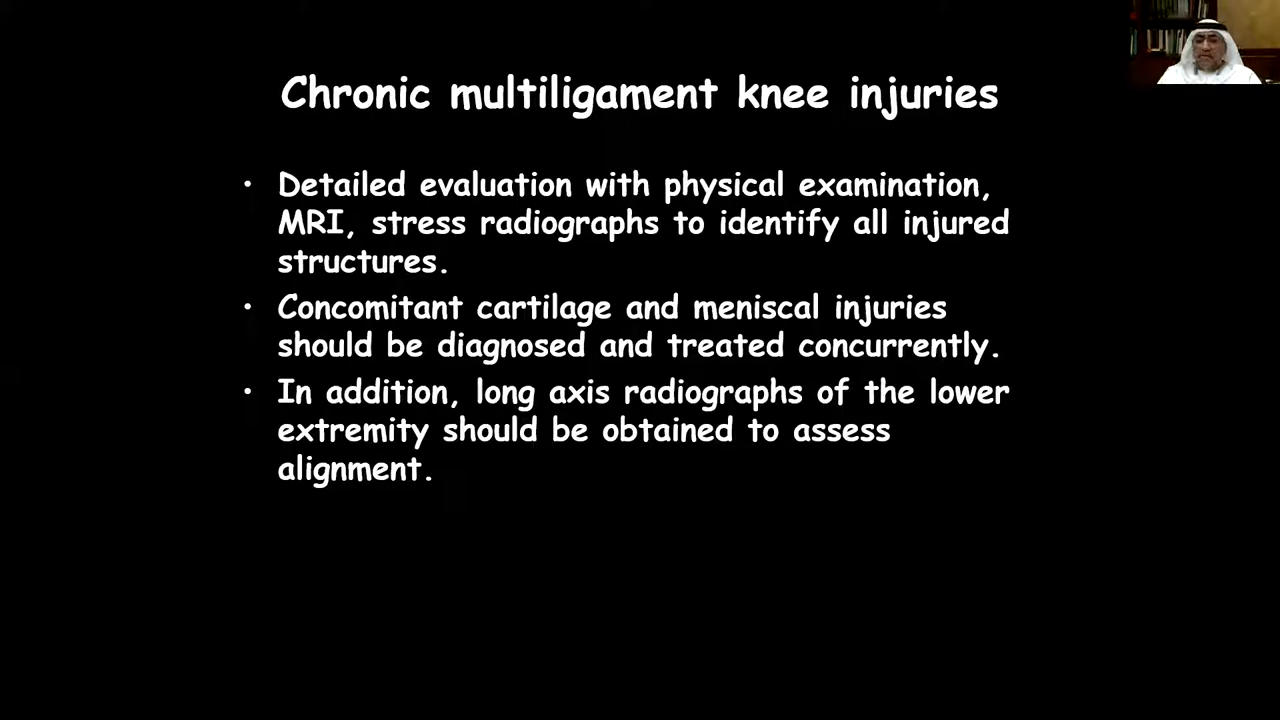 Chronic multiligament knee injuries
• Detailed evaluation with physical examination,
MRI, stress radiographs to identify all injured
structures.
• Concomitant cartilage and meniscal injuries
should be diagnosed and treated concurrently.
• In addition, long axis radiographs of the lower
extremity should be obtained to assess
alignment.